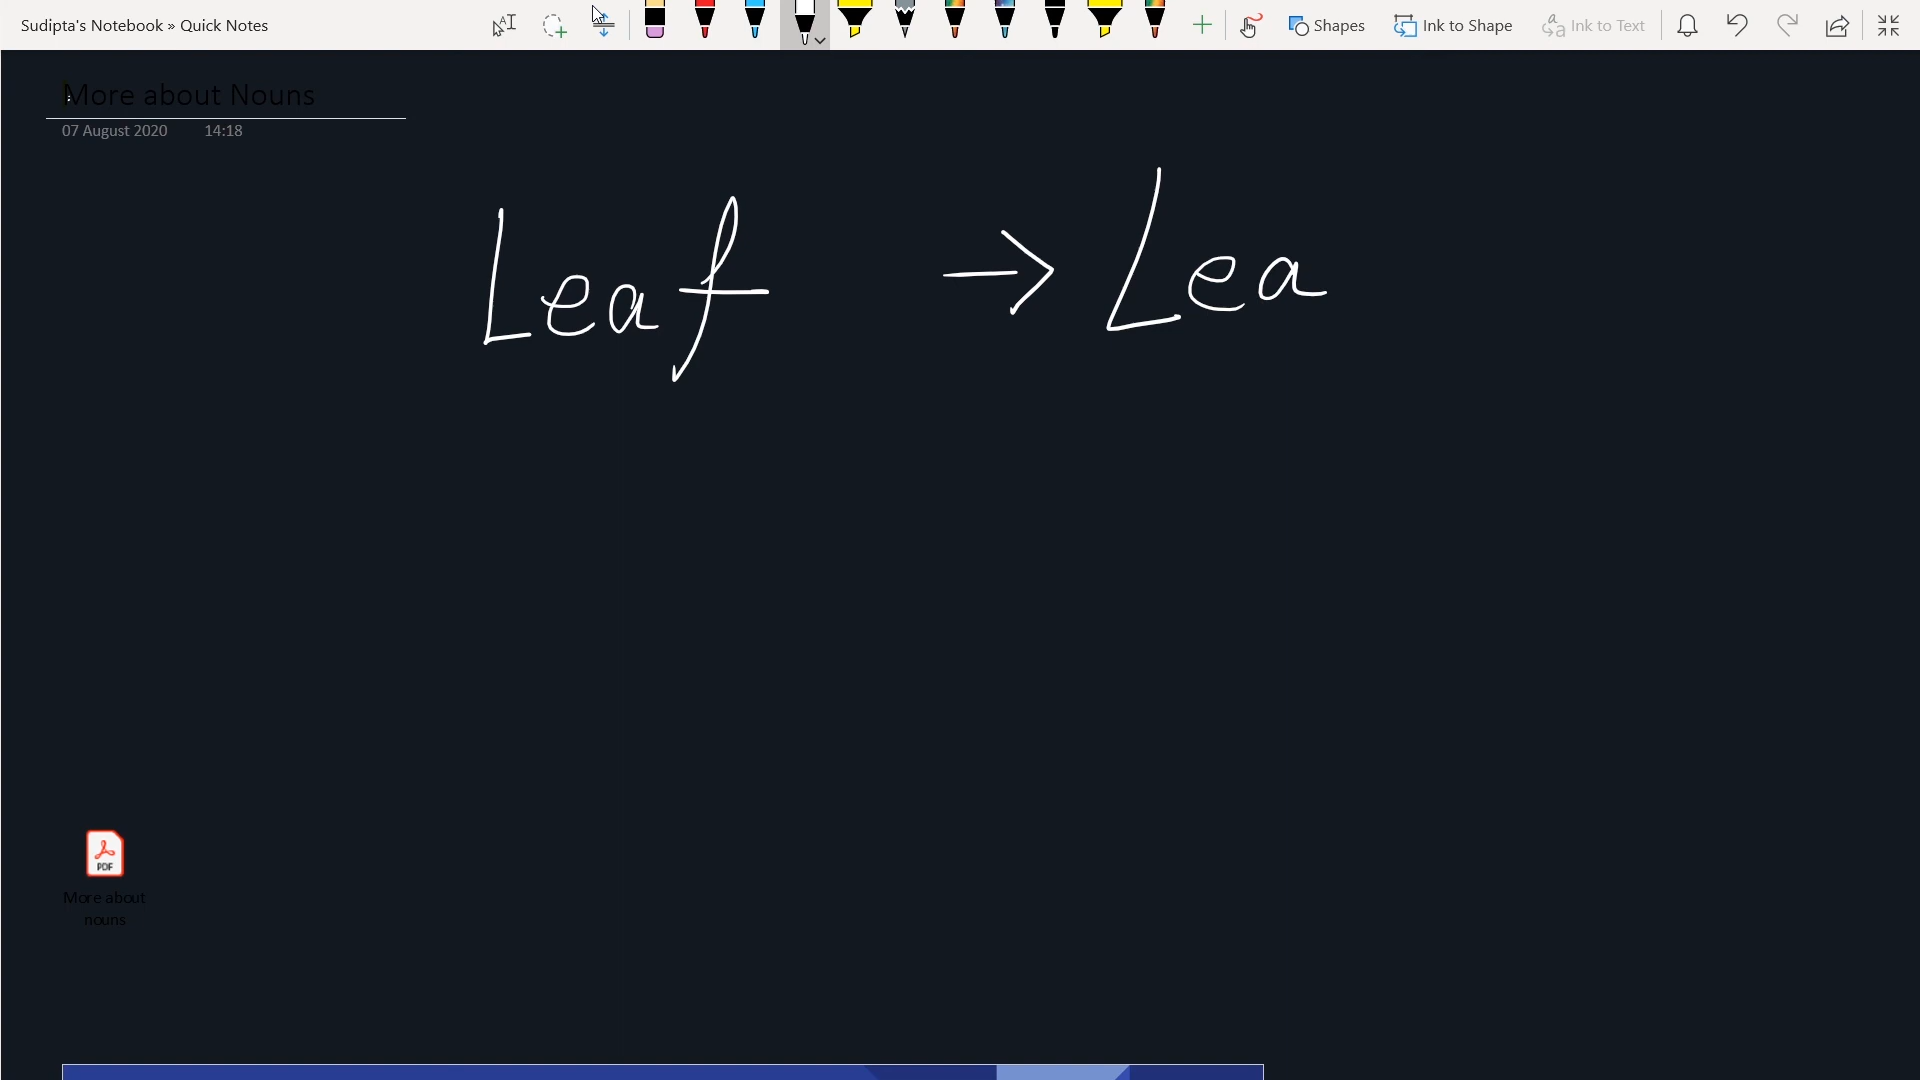 Sudipta's Notebook » Quick Notes
Shapes
Ink to Shape
Ink to Text
More about Nouns
07 August 2020 14:18
Leaf → Lea
PDF
More about
nouns